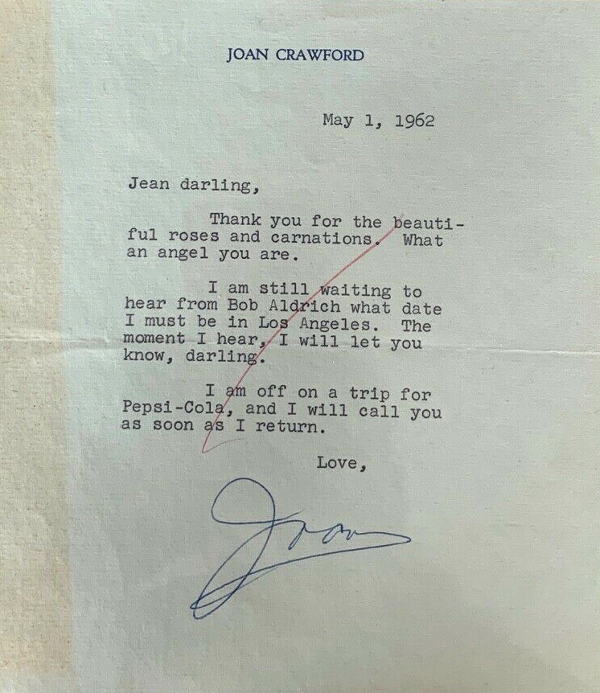 JOAN CRAWFORD
May 1, 1962
Jean darling,
Thank you for the beauti-
ful roses and carnations. What
an angel you are.
I am still waiting to
hear from Bob Aldrich what date
I must be in Los Angeles. The
moment I hear, I will let you
know, darling.
I am off on a trip for
Pepsi-Cola, and I will call you
as soon as I return.
Love,
Joan